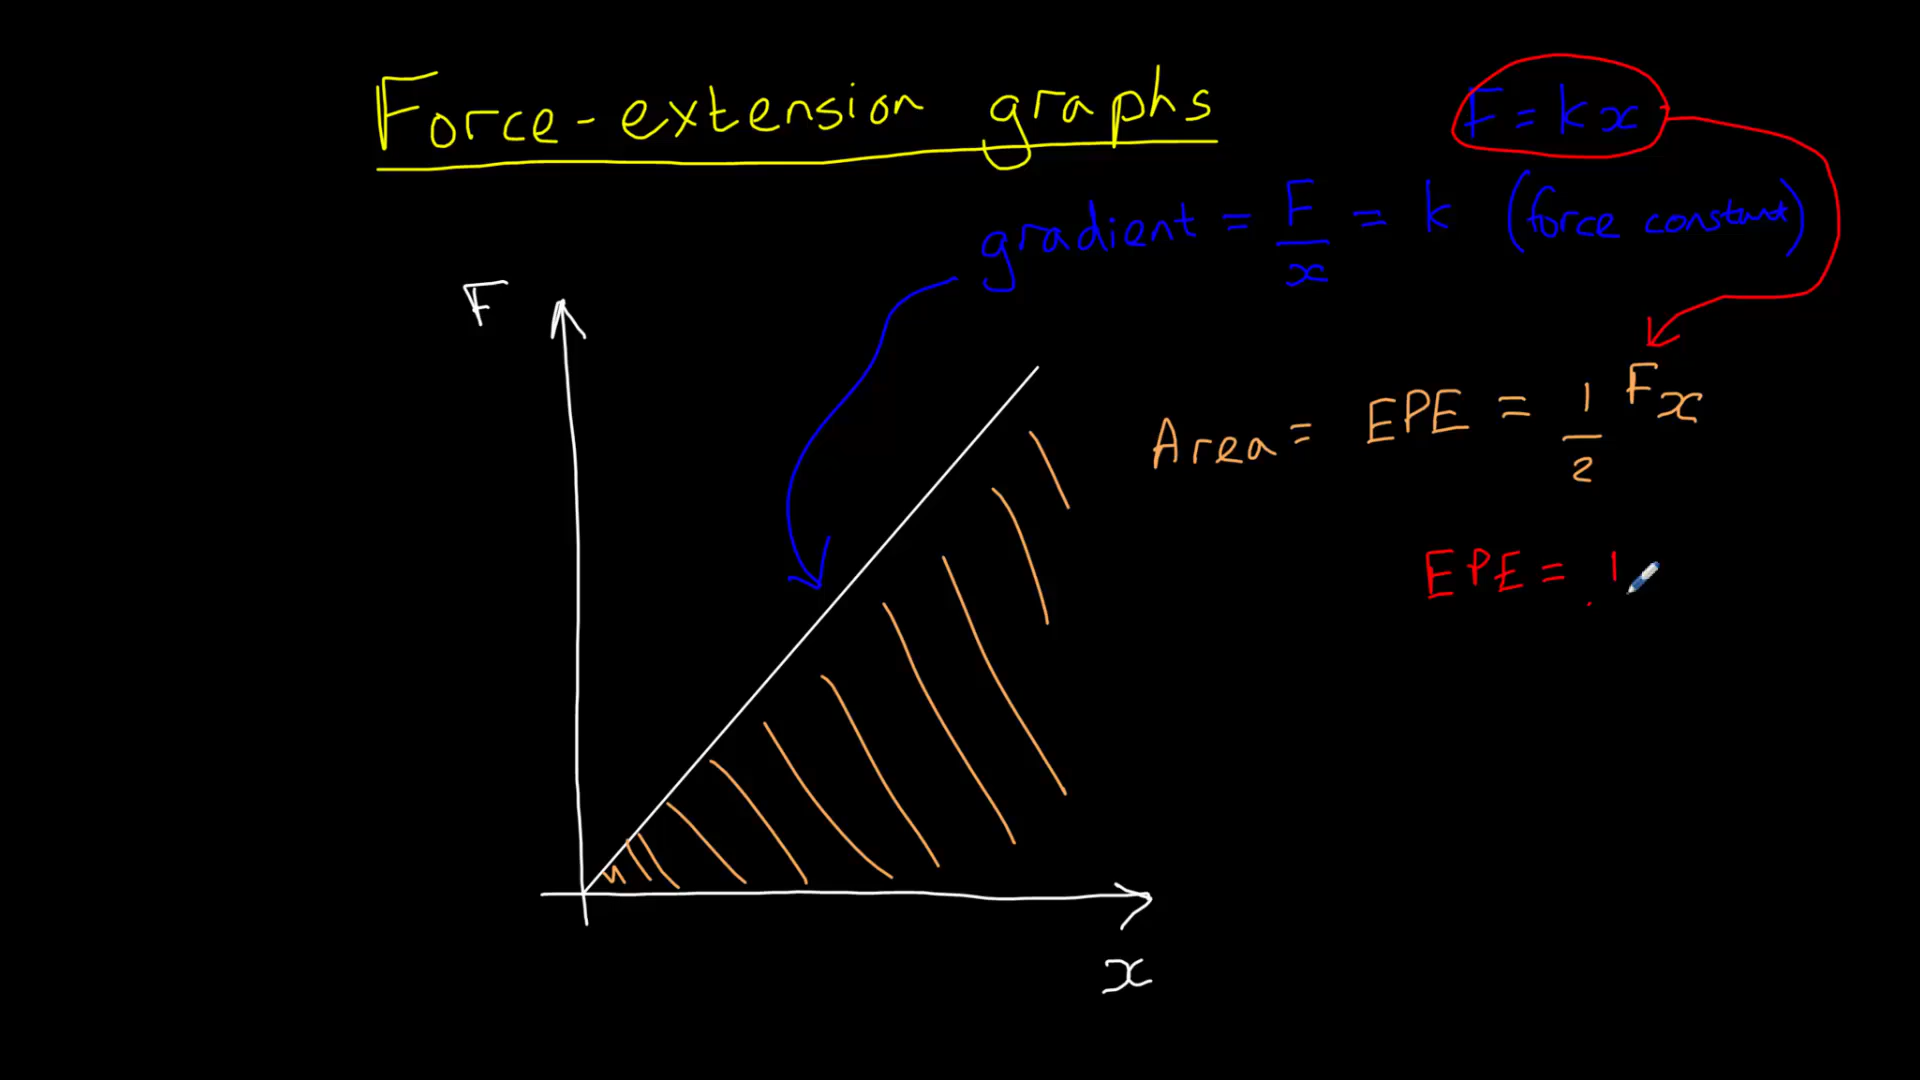 Force-extension graphs
F = kx
gradient = F/x = k (force constant)
F
Area = EPE = 1/2 Fx
EPE = 1
x